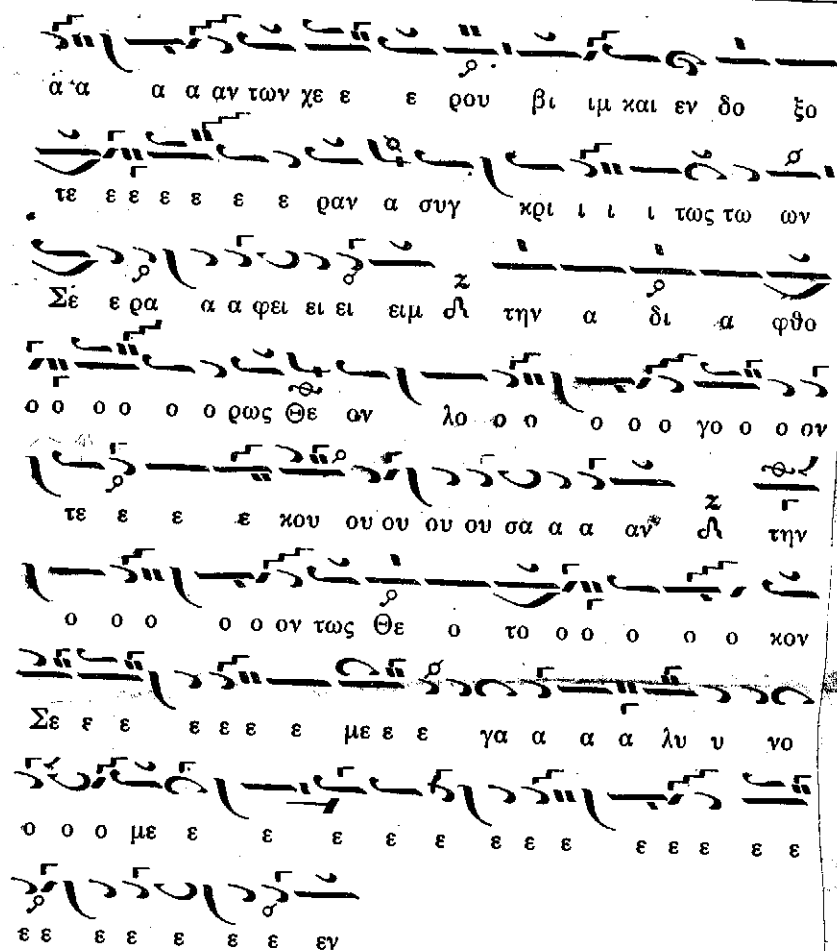 α α α α αν των χε ε ε ρου βι ιμ και εν δο ξο
τε ε ε ε ε ε ε ραν α συγ κρι ι ι ι τως τω ων
Σε ε ρα α α φει ει ει ειμ την α δι α φθο
ο ο ο ο ο ο ρως Θε ον λο ο ο ο ο ο γο ο ο ον
τε ε ε ε κου ου ου ου ου σα α α αν την
ο ο ο ο ο ον τως Θε ο το ο ο ο ο ο κον
Σε ε ε ε ε ε ε με ε ε γα α α α λυ υ νο
ο ο ο με ε ε ε ε ε ε ε ε ε ε ε ε ε
ε ε ε ε ε ε ε εν